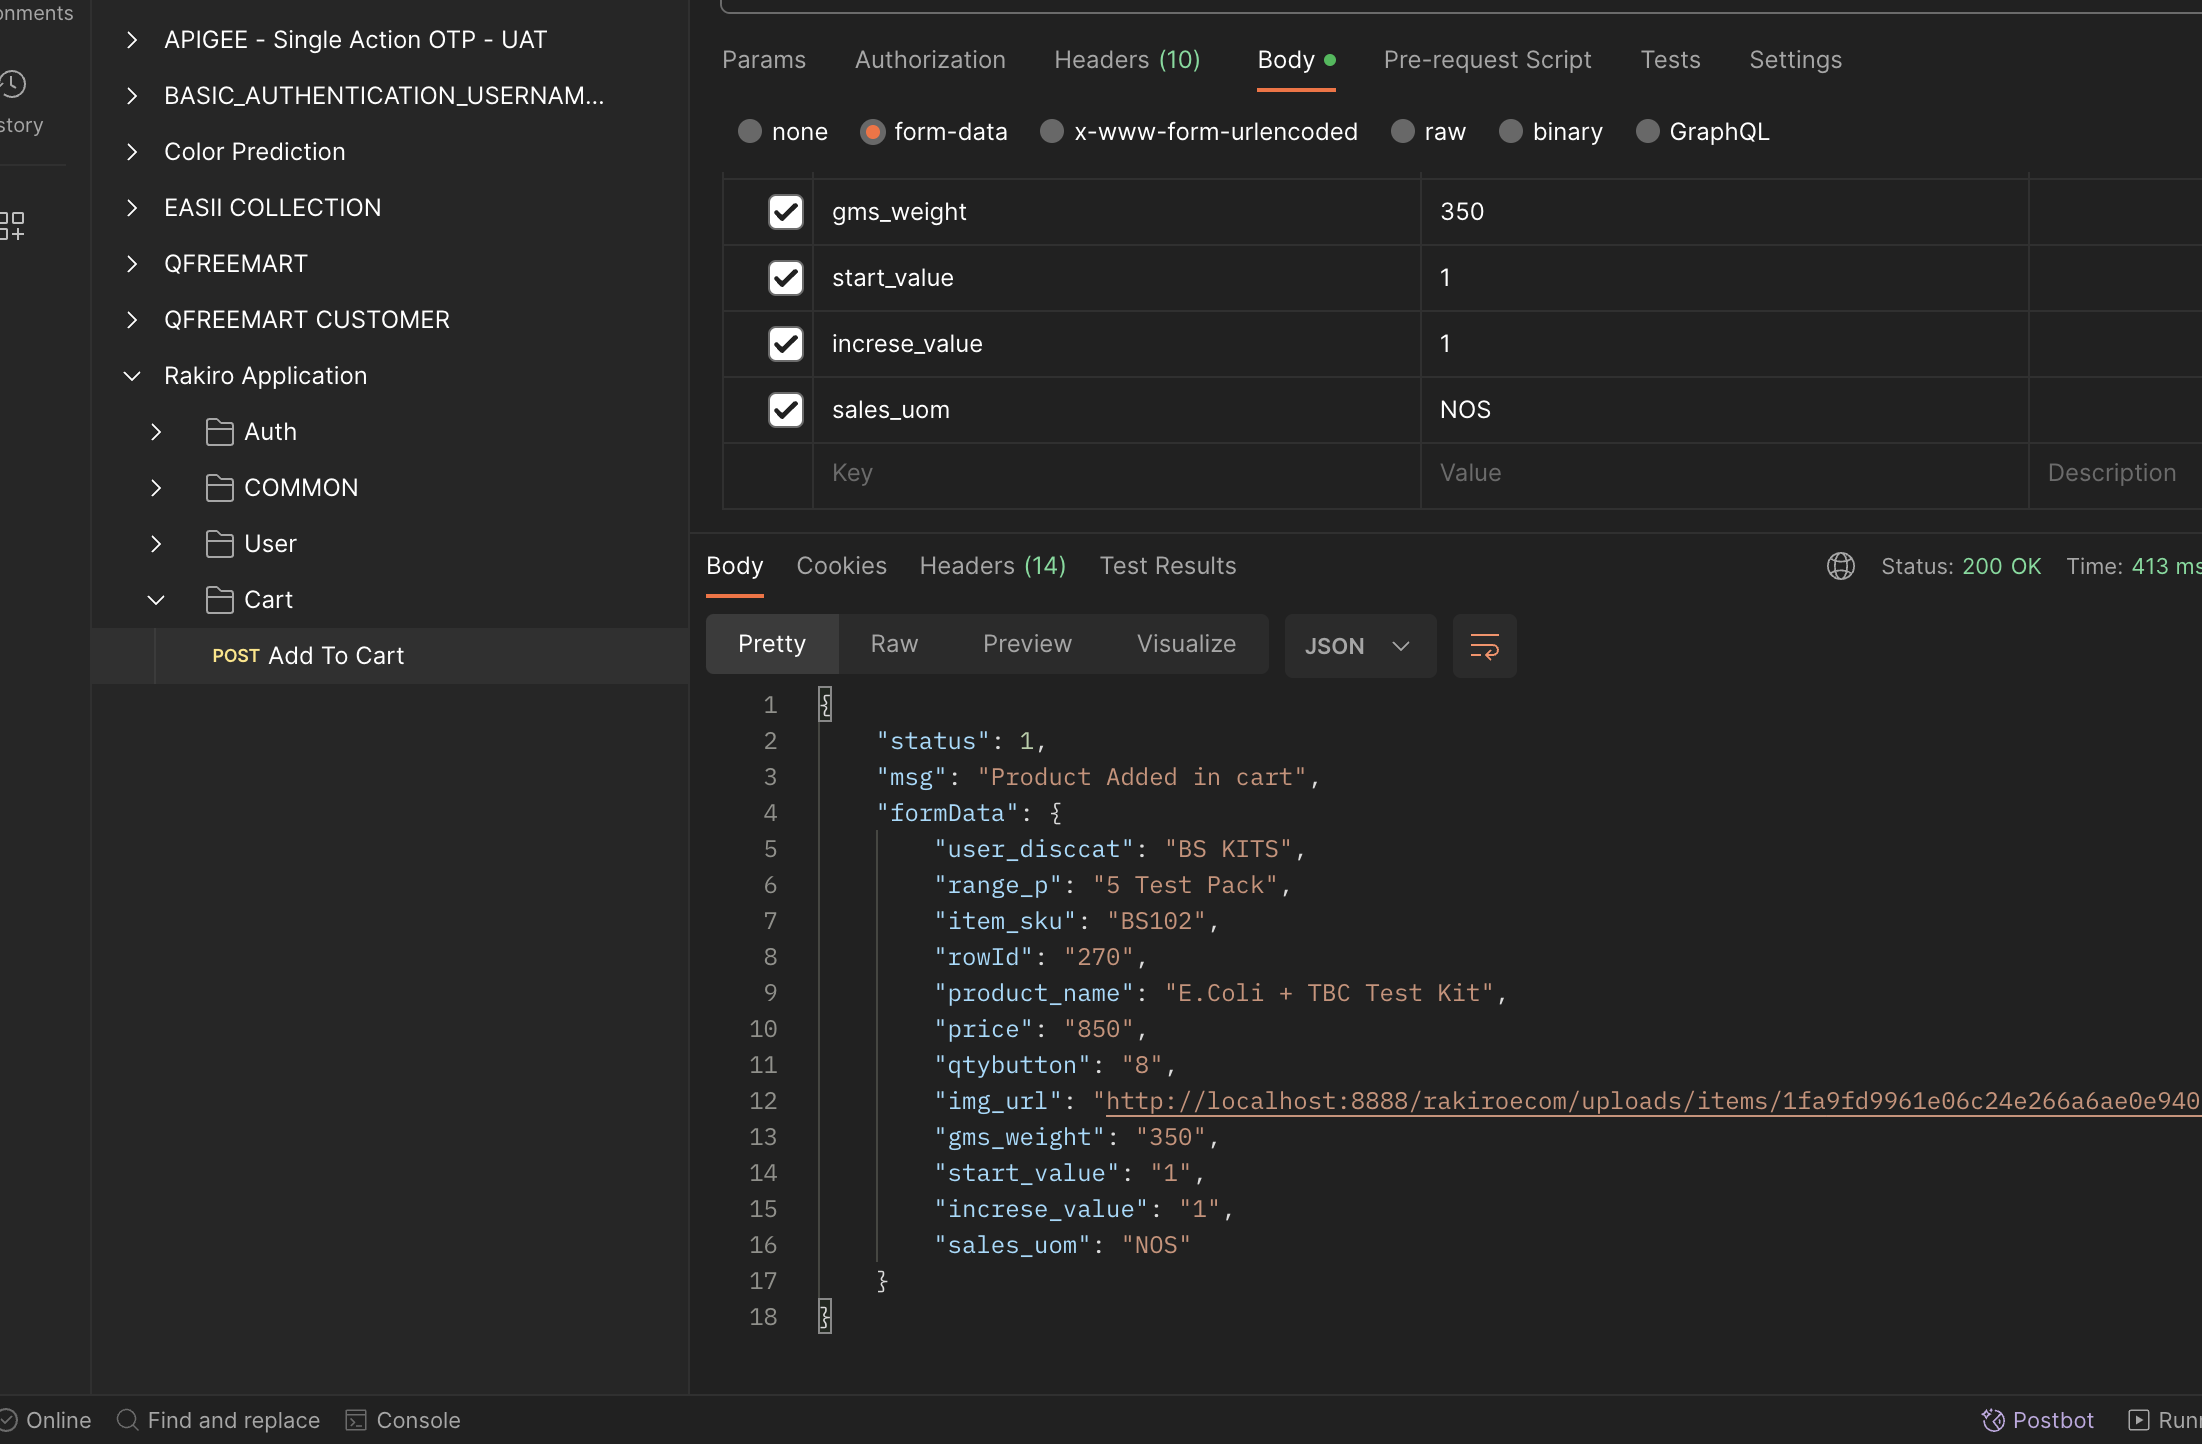 APIGEE - Single Action OTP - UAT
BASIC_AUTHENTICATION_USERNAM...
Color Prediction
EASII COLLECTION
QFREEMART
QFREEMART CUSTOMER
Rakiro Application
Auth
COMMON
User
Cart
POST Add To Cart
Params Authorization Headers (10) Body Pre-request Script Tests Settings
none form-data x-www-form-urlencoded raw binary GraphQL
gms_weight 350
start_value 1
increse_value 1
sales_uom NOS
Key Value Description
Body Cookies Headers (14) Test Results Status: 200 OK Time: 413 ms
Pretty Raw Preview Visualize JSON
1 {
2 "status": 1,
3 "msg": "Product Added in cart",
4 "formData": {
5 "user_disccat": "BS KITS",
6 "range_p": "5 Test Pack",
7 "item_sku": "BS102",
8 "rowId": "270",
9 "product_name": "E.Coli + TBC Test Kit",
10 "price": "850",
11 "qtybutton": "8",
12 "img_url": "http://localhost:8888/rakiroecom/uploads/items/1fa9fd9961e06c24e266a6ae0e940
13 "gms_weight": "350",
14 "start_value": "1",
15 "increse_value": "1",
16 "sales_uom": "NOS"
17 }
18 }
Online Find and replace Console Postbot